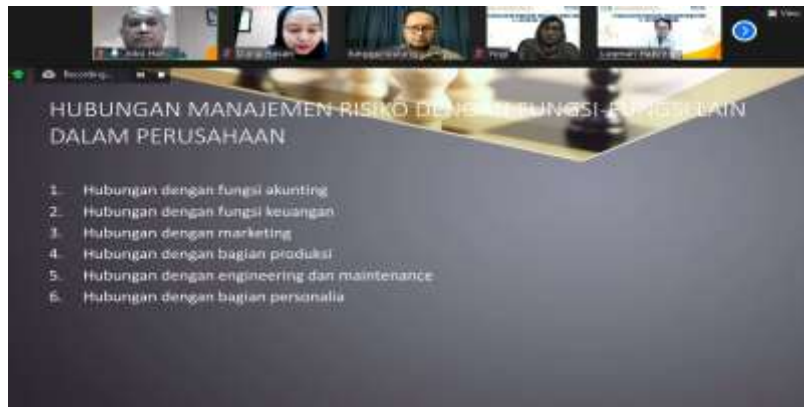 View
Recording...
HUBUNGAN MANAJEMEN RISIKO DENGAN FUNGSI-FUNGSI LAIN
DALAM PERUSAHAAN
1. Hubungan dengan fungsi akunting
2. Hubungan dengan fungsi keuangan
3. Hubungan dengan marketing
4. Hubungan dengan bagian produksi
5. Hubungan dengan engineering dan maintenance
6. Hubungan dengan bagian personalia